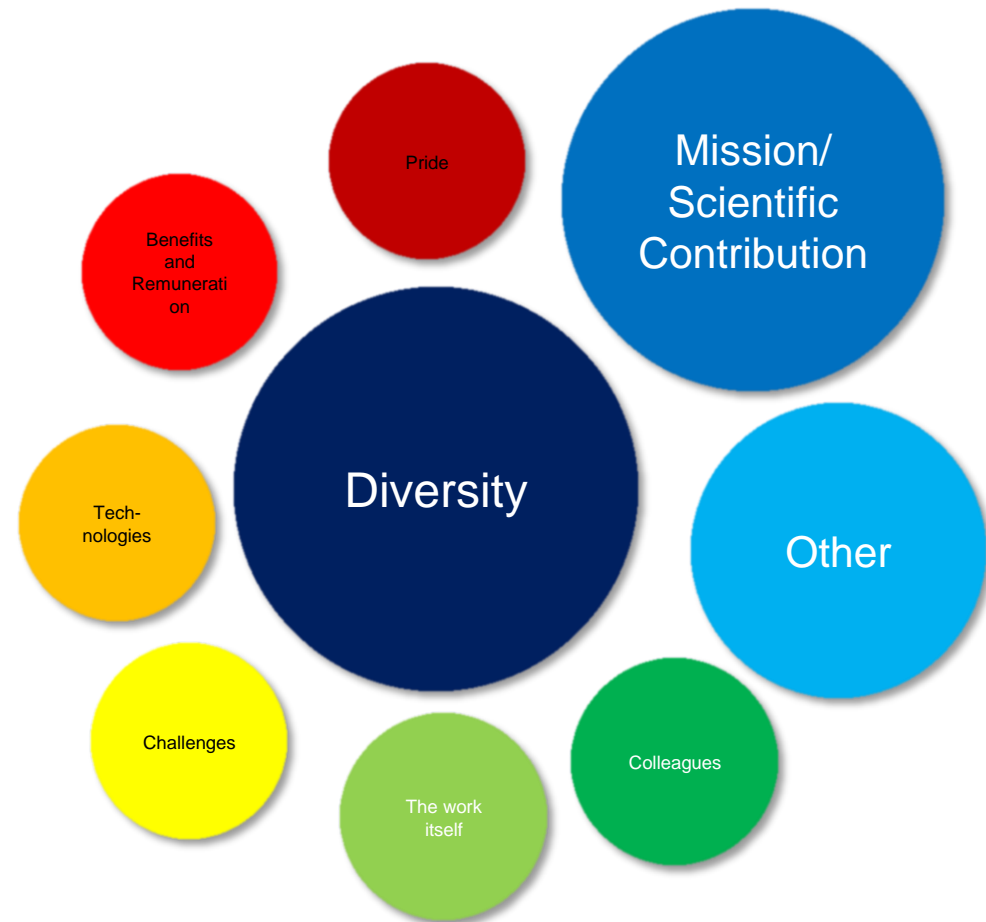 Pride
Mission/
Scientific
Contribution
Benefits
and
Remunerati
on
Diversity
Tech-
nologies
Other
Challenges
Colleagues
The work
itself